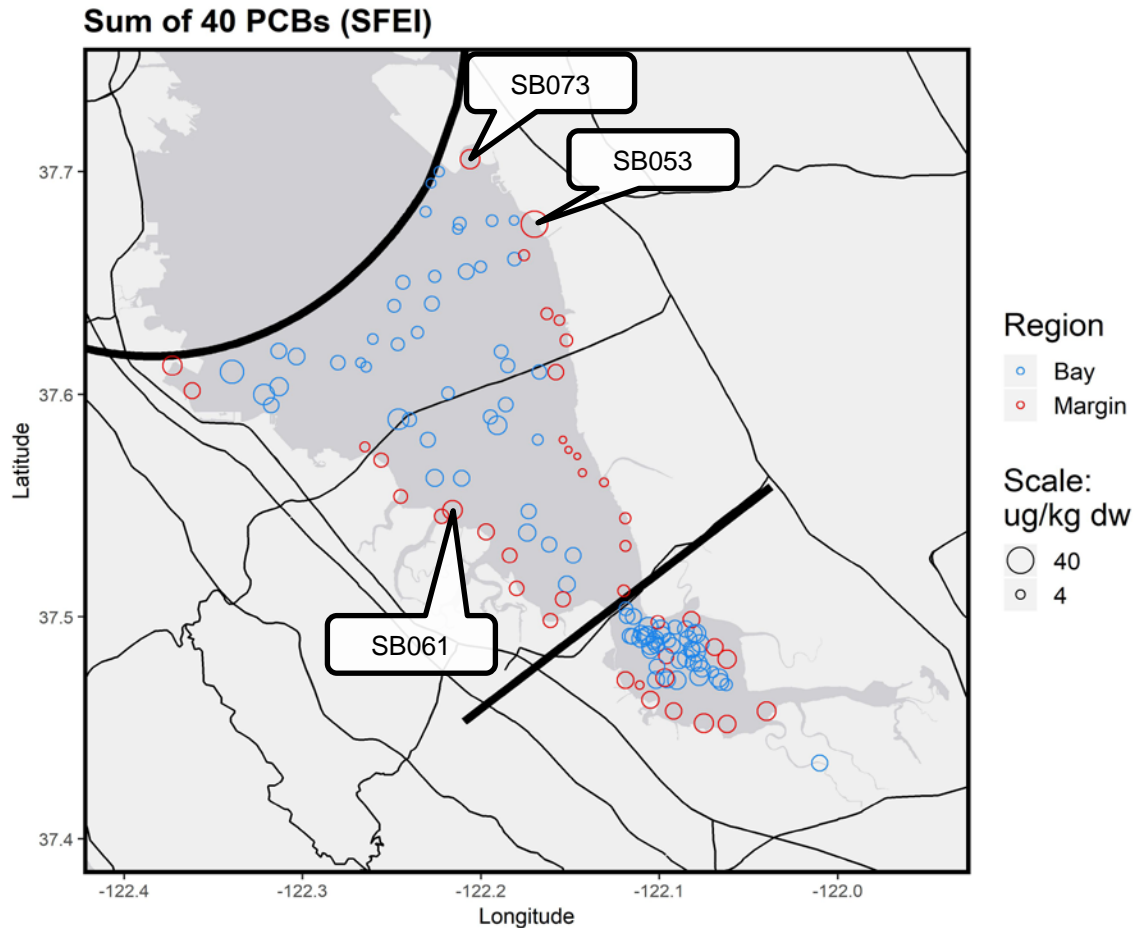 Sum of 40 PCBs (SFEI)
SB073
SB053
SB061
37.7
37.6
37.5
37.4
Latitude
-122.4
-122.3
-122.2
-122.1
-122.0
Longitude
Region
Bay
Margin
Scale:
ug/kg dw
40
4